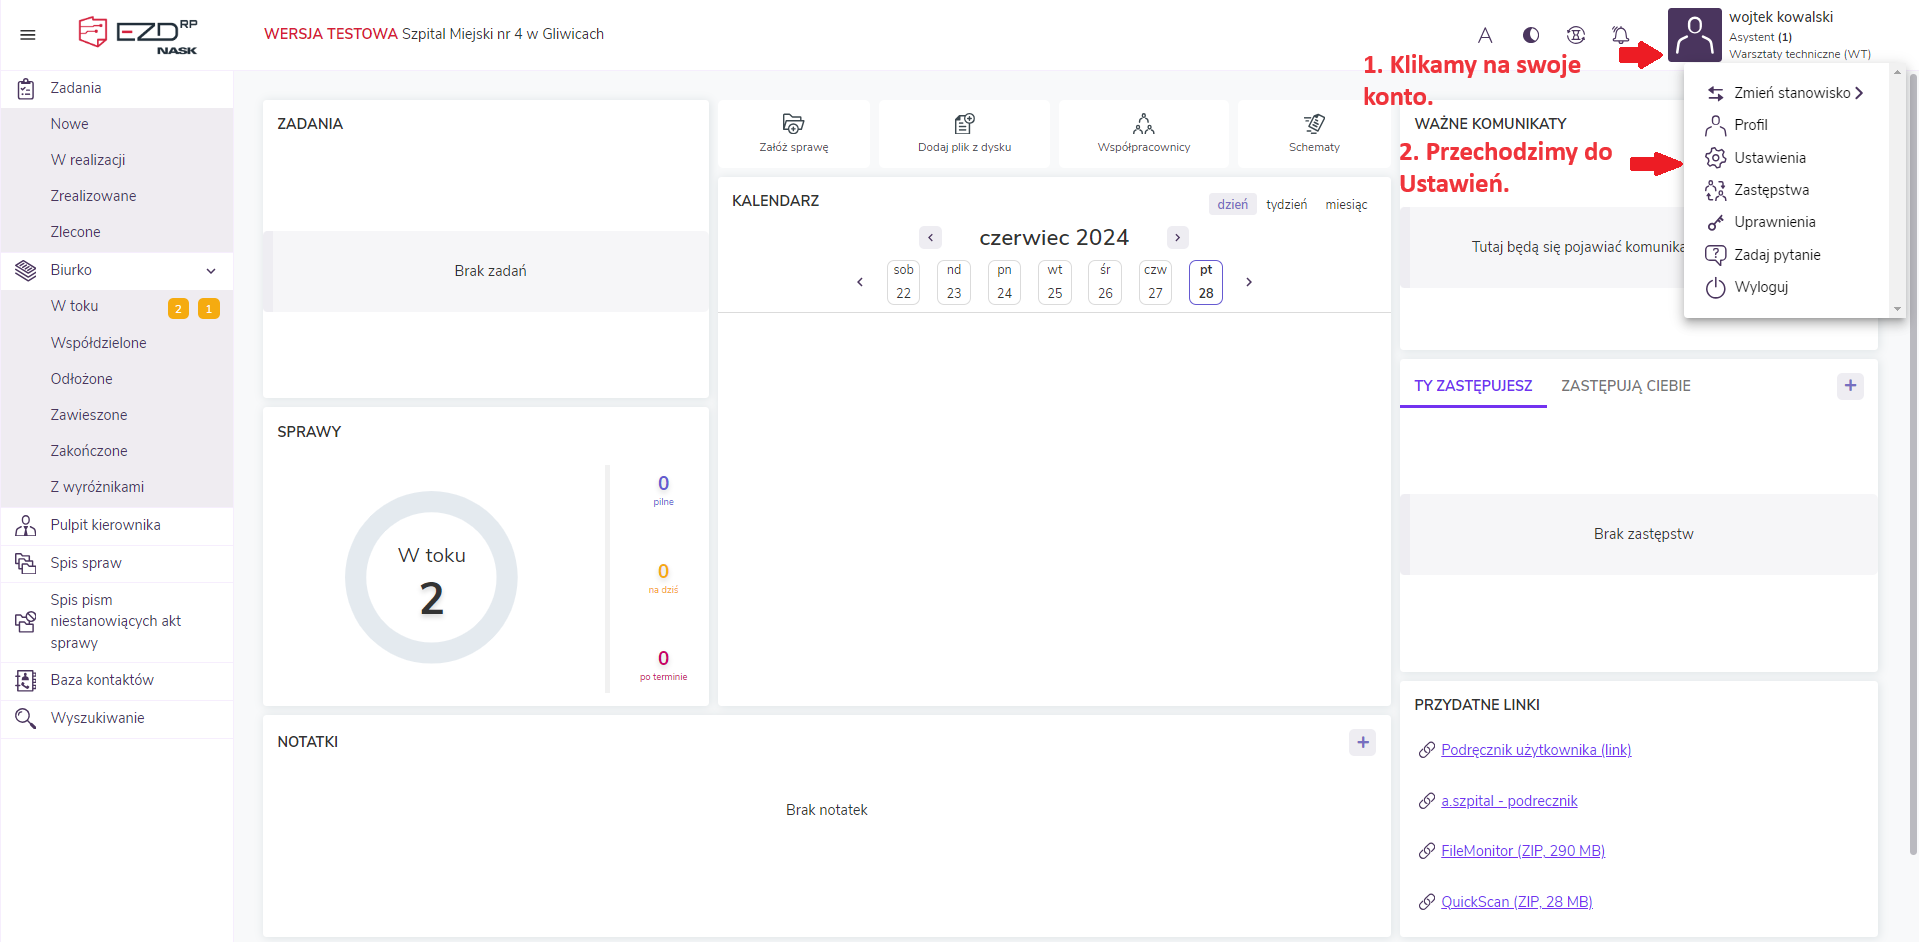 EZD RP
NASK
WERSJA TESTOWA Szpital Miejski nr 4 w Gliwicach
A
wojtek kowalski
Asystent (1)
Warsztaty techniczne (WT)
1. Klikamy na swoje
konto.
Zmień stanowisko
Profil
Ustawienia
Zastępstwa
Uprawnienia
Zadaj pytanie
Wyloguj
2. Przechodzimy do
Ustawień.
Zadania
Nowe
W realizacji
Zrealizowane
Zlecone
Biurko
W toku 2 1
Współdzielone
Odłożone
Zawieszone
Zakończone
Z wyróżnikami
Pulpit kierownika
Spis spraw
Spis pism
niestanowiących akt
sprawy
Baza kontaktów
Wyszukiwanie
ZADANIA
Brak zadań
Załóż sprawę
Dodaj plik z dysku
Współpracownicy
Schematy
KALENDARZ
dzień tydzień miesiąc
czerwiec 2024
sob nd pn wt śr czw pt
22 23 24 25 26 27 28
WAŻNE KOMUNIKATY
Tutaj będą się pojawiać komunika
SPRAWY
W toku
2
0
pilne
0
na dziś
0
po terminie
TY ZASTĘPUJESZ ZASTĘPUJĄ CIEBIE +
Brak zastępstw
NOTATKI +
Brak notatek
PRZYDATNE LINKI
Podręcznik użytkownika (link)
a.szpital - podrecznik
FileMonitor (ZIP, 290 MB)
QuickScan (ZIP, 28 MB)